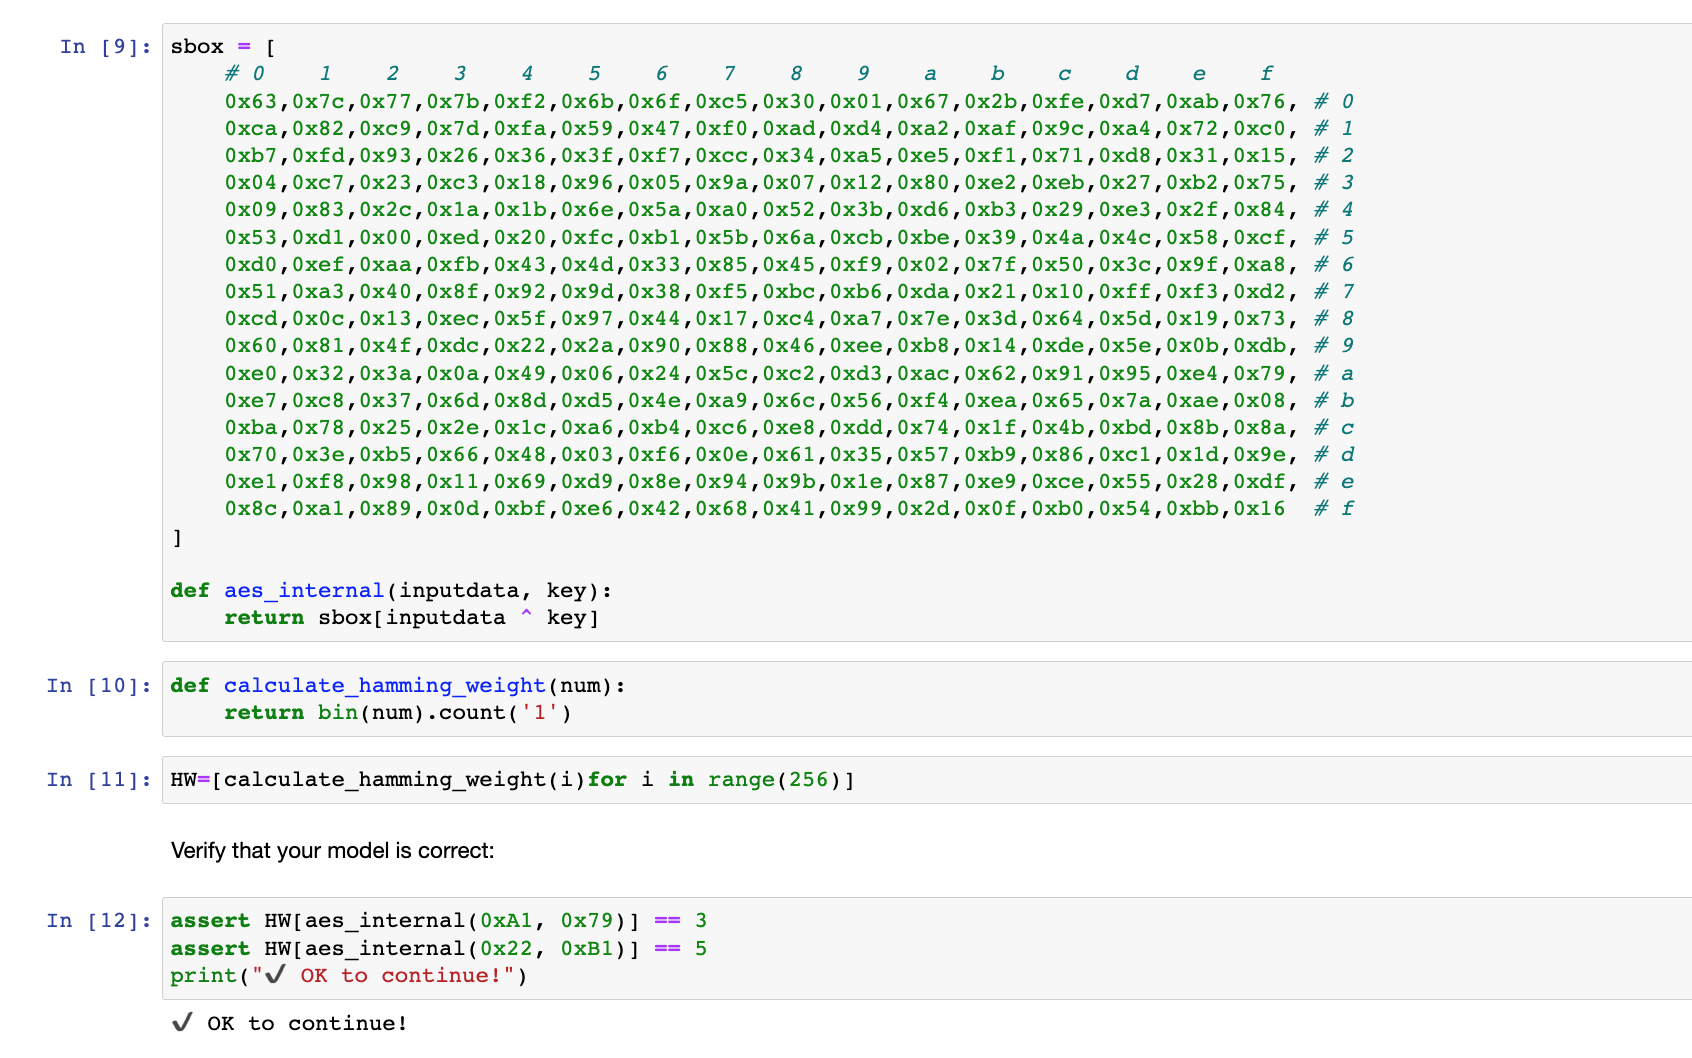 In [9]: sbox = [
# 0 1 2 3 4 5 6 7 8 9 a b c d e f
0x63,0x7c,0x77,0x7b,0xf2,0x6b,0x6f,0xc5,0x30,0x01,0x67,0x2b,0xfe,0xd7,0xab,0x76, # 0
0xca,0x82,0xc9,0x7d,0xfa,0x59,0x47,0xf0,0xad,0xd4,0xa2,0xaf,0x9c,0xa4,0x72,0xc0, # 1
0xb7,0xfd,0x93,0x26,0x36,0x3f,0xf7,0xcc,0x34,0xa5,0xe5,0xf1,0x71,0xd8,0x31,0x15, # 2
0x04,0xc7,0x23,0xc3,0x18,0x96,0x05,0x9a,0x07,0x12,0x80,0xe2,0xeb,0x27,0xb2,0x75, # 3
0x09,0x83,0x2c,0x1a,0x1b,0x6e,0x5a,0xa0,0x52,0x3b,0xd6,0xb3,0x29,0xe3,0x2f,0x84, # 4
0x53,0xd1,0x00,0xed,0x20,0xfc,0xb1,0x5b,0x6a,0xcb,0xbe,0x39,0x4a,0x4c,0x58,0xcf, # 5
0xd0,0xef,0xaa,0xfb,0x43,0x4d,0x33,0x85,0x45,0xf9,0x02,0x7f,0x50,0x3c,0x9f,0xa8, # 6
0x51,0xa3,0x40,0x8f,0x92,0x9d,0x38,0xf5,0xbc,0xb6,0xda,0x21,0x10,0xff,0xf3,0xd2, # 7
0xcd,0x0c,0x13,0xec,0x5f,0x97,0x44,0x17,0xc4,0xa7,0x7e,0x3d,0x64,0x5d,0x19,0x73, # 8
0x60,0x81,0x4f,0xdc,0x22,0x2a,0x90,0x88,0x46,0xee,0xb8,0x14,0xde,0x5e,0x0b,0xdb, # 9
0xe0,0x32,0x3a,0x0a,0x49,0x06,0x24,0x5c,0xc2,0xd3,0xac,0x62,0x91,0x95,0xe4,0x79, # a
0xe7,0xc8,0x37,0x6d,0x8d,0xd5,0x4e,0xa9,0x6c,0x56,0xf4,0xea,0x65,0x7a,0xae,0x08, # b
0xba,0x78,0x25,0x2e,0x1c,0xa6,0xb4,0xc6,0xe8,0xdd,0x74,0x1f,0x4b,0xbd,0x8b,0x8a, # c
0x70,0x3e,0xb5,0x66,0x48,0x03,0xf6,0x0e,0x61,0x35,0x57,0xb9,0x86,0xc1,0x1d,0x9e, # d
0xe1,0xf8,0x98,0x11,0x69,0xd9,0x8e,0x94,0x9b,0x1e,0x87,0xe9,0xce,0x55,0x28,0xdf, # e
0x8c,0xa1,0x89,0x0d,0xbf,0xe6,0x42,0x68,0x41,0x99,0x2d,0x0f,0xb0,0x54,0xbb,0x16 # f
]
def aes_internal(inputdata, key):
return sbox[inputdata ^ key]
In [10]: def calculate_hamming_weight(num):
return bin(num).count('1')
In [11]: HW=[calculate_hamming_weight(i)for i in range(256)]
Verify that your model is correct:
In [12]: assert HW[aes_internal(0xA1, 0x79)] == 3
assert HW[aes_internal(0x22, 0xB1)] == 5
print("✔ OK to continue!")
✔ OK to continue!